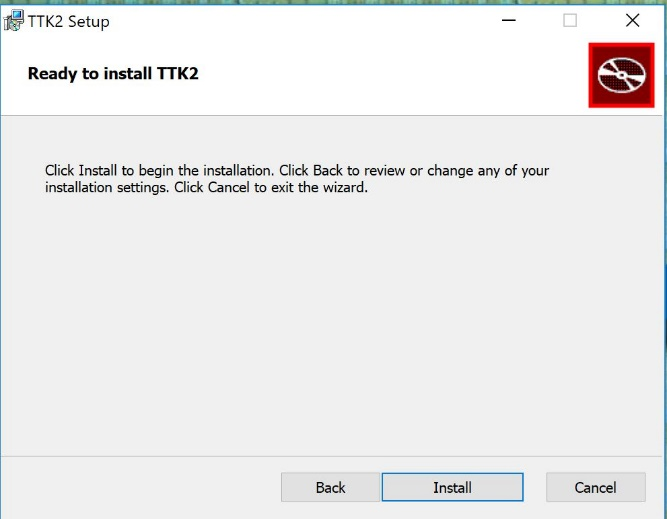 TTK2 Setup
Ready to install TTK2
Click Install to begin the installation. Click Back to review or change any of your
installation settings. Click Cancel to exit the wizard.
Back
Install
Cancel